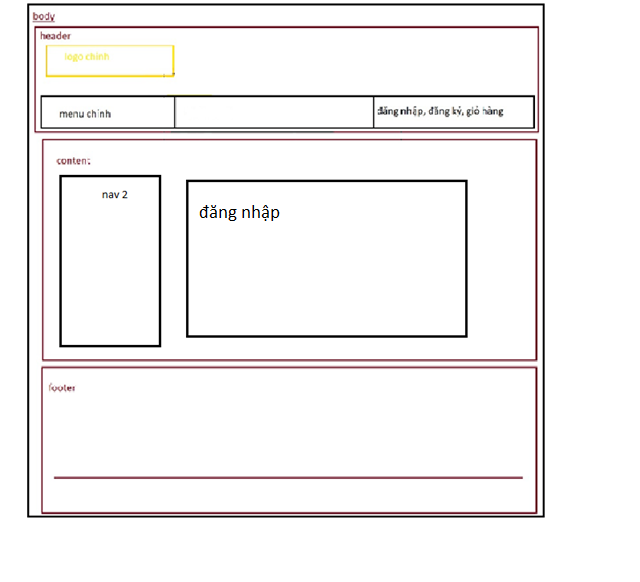 body
header
logo chính
menu chính
đăng nhập, đăng ký, giỏ hàng
content
nav 2
đăng nhập
footer